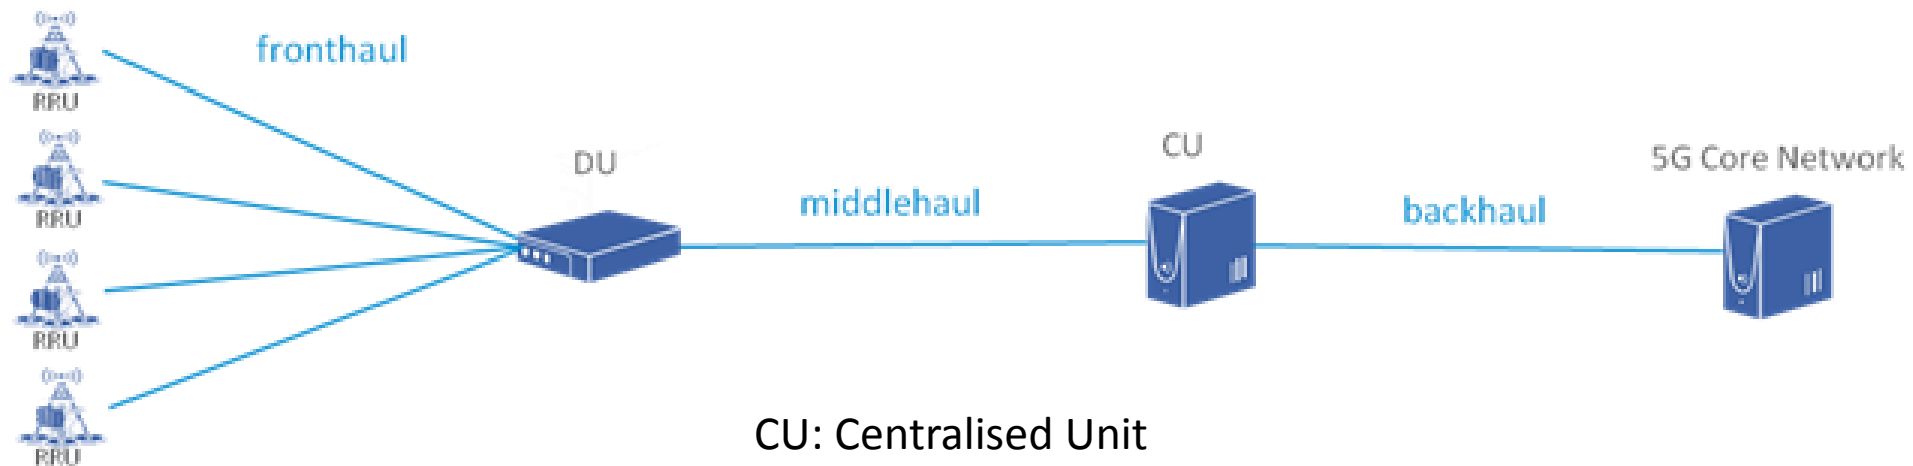 fronthaul
RRU
RRU
RRU
RRU
DU
middlehaul
CU
backhaul
5G Core Network
CU: Centralised Unit